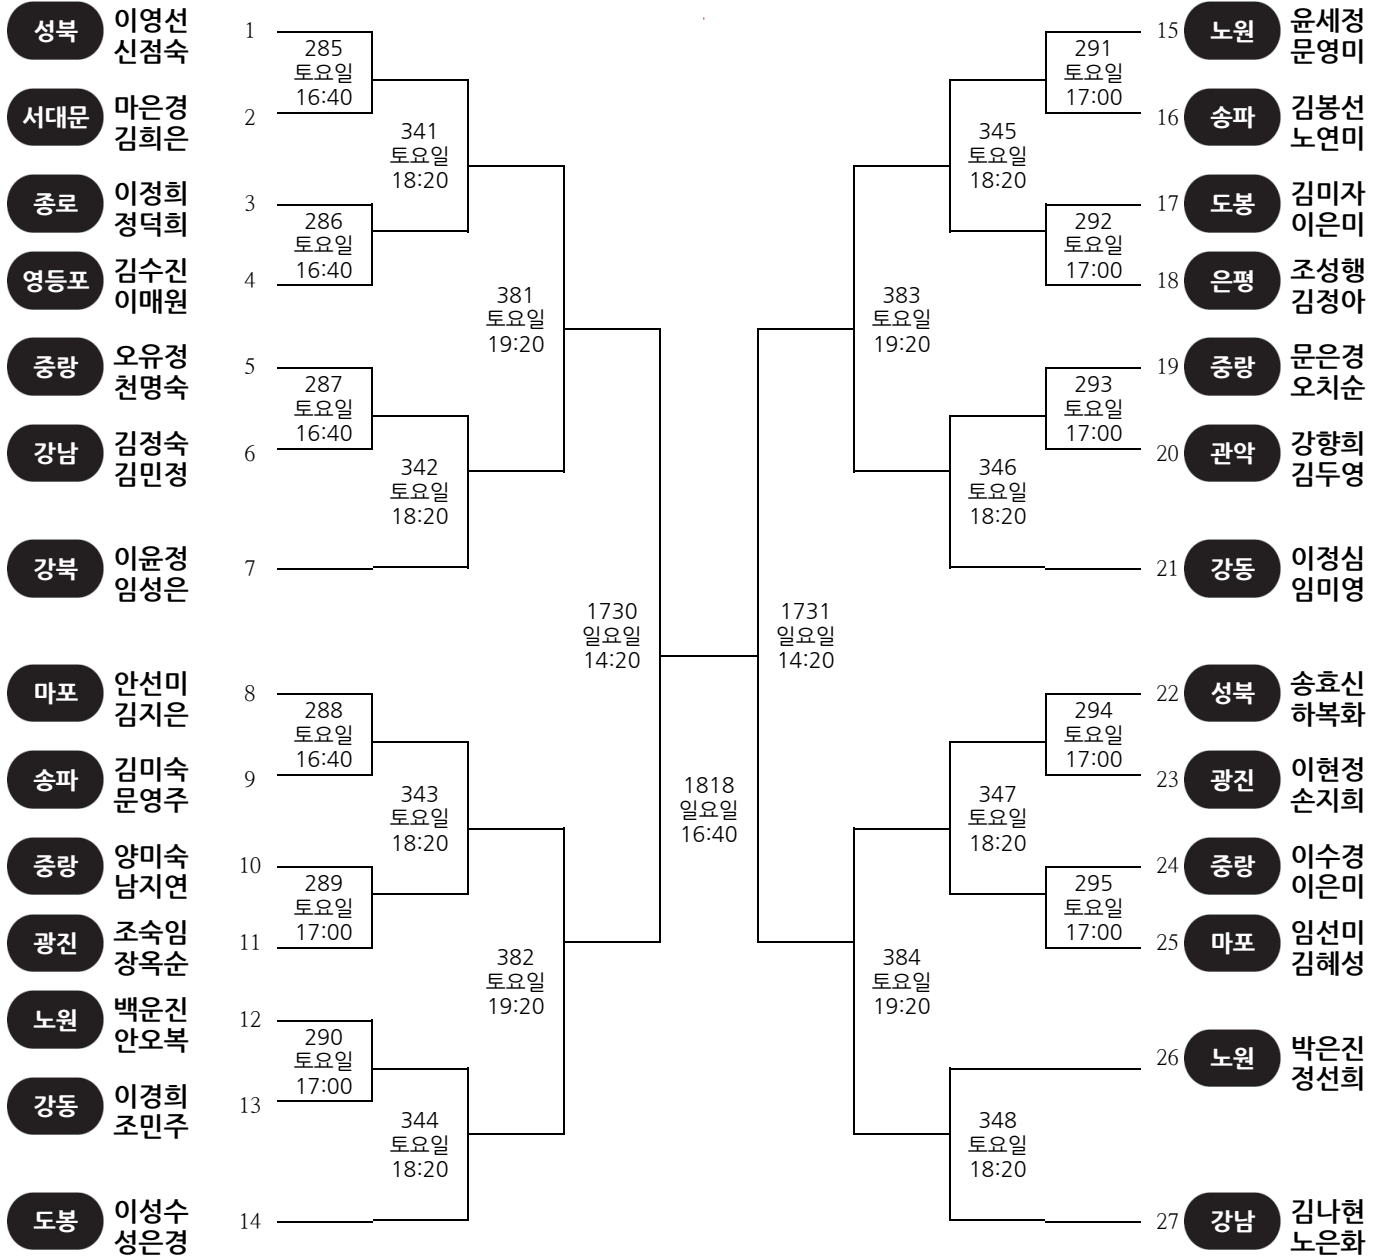 성북
이영선
신점숙
1
서대문
마은경
김희은
2
285
토요일
16:40
종로
이정희
정덕희
3
영등포
김수진
이매원
4
286
토요일
16:40
341
토요일
18:20
중랑
오유정
천명숙
5
강남
김정숙
김민정
6
287
토요일
16:40
강북
이윤정
임성은
7
342
토요일
18:20
381
토요일
19:20
마포
안선미
김지은
8
송파
김미숙
문영주
9
288
토요일
16:40
중랑
양미숙
남지연
10
광진
조숙임
장옥순
11
289
토요일
17:00
343
토요일
18:20
노원
백운진
안오복
12
강동
이경희
조민주
13
290
토요일
17:00
도봉
이성수
성은경
14
344
토요일
18:20
382
토요일
19:20
1730
일요일
14:20
1818
일요일
16:40
1731
일요일
14:20
15
노원
윤세정
문영미
16
송파
김봉선
노연미
291
토요일
17:00
17
도봉
김미자
이은미
18
은평
조성행
김정아
292
토요일
17:00
345
토요일
18:20
19
중랑
문은경
오치순
20
관악
강향희
김두영
293
토요일
17:00
21
강동
이정심
임미영
346
토요일
18:20
383
토요일
19:20
22
성북
송효신
하복화
23
광진
이현정
손지희
294
토요일
17:00
24
중랑
이수경
이은미
25
마포
임선미
김혜성
295
토요일
17:00
347
토요일
18:20
26
노원
박은진
정선희
27
강남
김나현
노은화
348
토요일
18:20
384
토요일
19:20